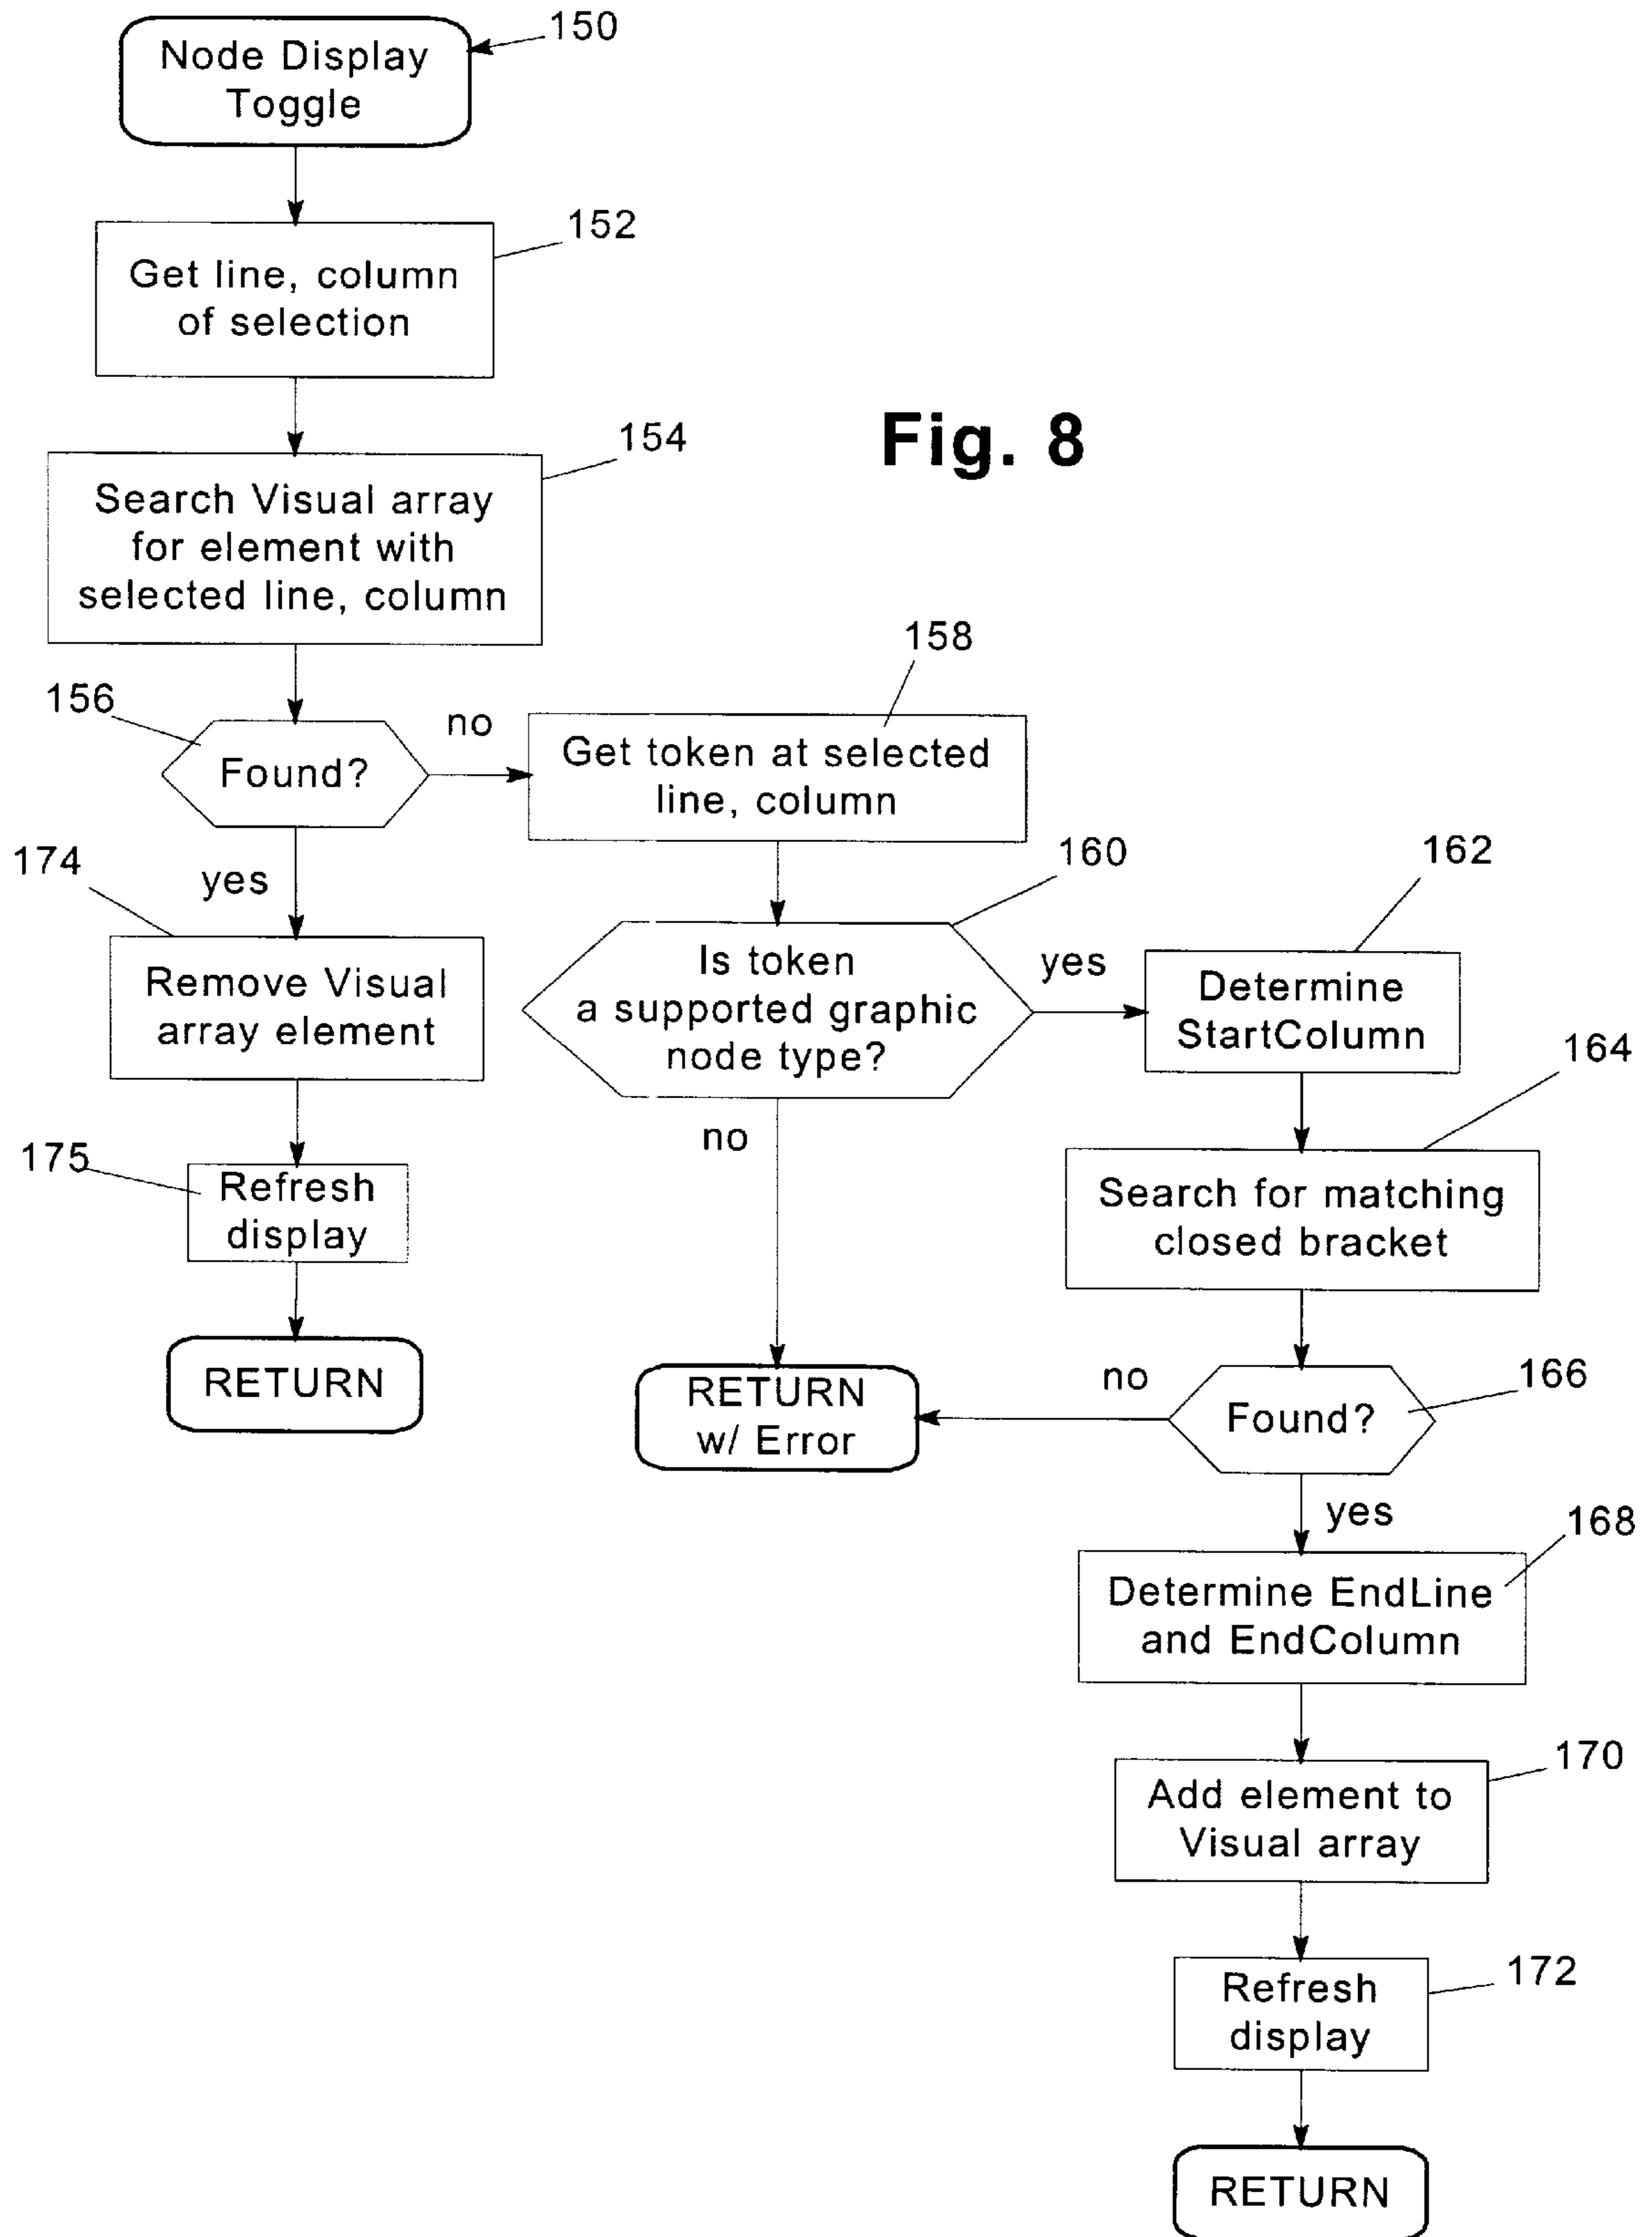 150
Node Display
Toggle
152
Get line, column
of selection
Fig. 8
154
Search Visual array
for element with
selected line, column
158
156
Found?
no
Get token at selected
line, column
174
yes
160
162
Remove Visual
array element
Is token
a supported graphic
node type?
yes
Determine
StartColumn
164
175
Refresh
display
no
Search for matching
closed bracket
RETURN
RETURN
w/ Error
no
166
Found?
yes
168
Determine EndLine
and EndColumn
170
Add element to
Visual array
172
Refresh
display
RETURN